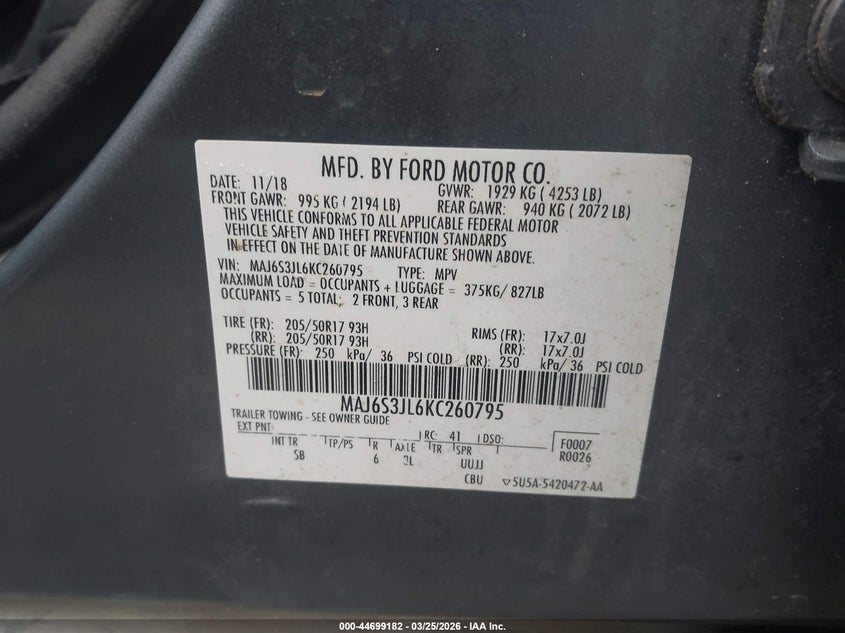 MFD. BY FORD MOTOR CO.
DATE: 11/18 GVWR: 1929 KG ( 4253 LB)
FRONT GAWR: 995 KG ( 2194 LB) REAR GAWR: 940 KG ( 2072 LB)
THIS VEHICLE CONFORMS TO ALL APPLICABLE FEDERAL MOTOR
VEHICLE SAFETY AND THEFT PREVENTION STANDARDS
IN EFFECT ON THE DATE OF MANUFACTURE SHOWN ABOVE.
VIN: MAJ6S3JL6KC260795 TYPE: MPV
MAXIMUM LOAD = OCCUPANTS + LUGGAGE = 375KG/ 827LB
OCCUPANTS = 5 TOTAL; 2 FRONT, 3 REAR
TIRE (FR): 205/50R17 93H RIMS (FR): 17x7.0J
(RR): 205/50R17 93H (RR): 17x7.0J
PRESSURE (FR): 250 kPa/ 36 PSI COLD (RR): 250 kPa/ 36 PSI COLD
MAJ6S3JL6KC260795
TRAILER TOWING - SEE OWNER GUIDE
EXT PNT: RC: 41 DSO: F0007
INT TR TP/PS R AXLE TR SPR R0026
SB 6 3L UUJJ
CBU ▽5U5A-5420472-AA
000-44699182 - 03/25/2026 - IAA Inc.